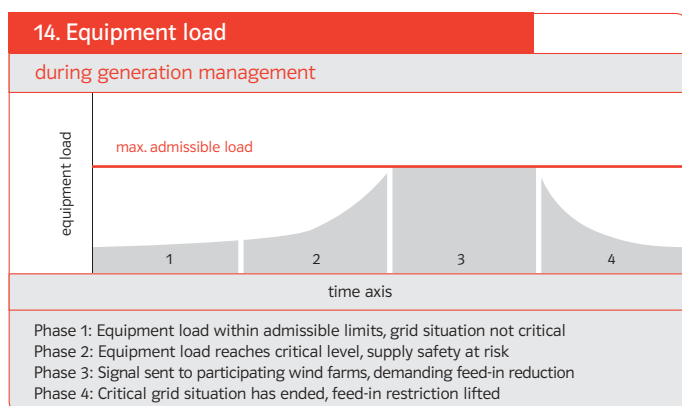 14. Equipment load
during generation management
equipment load
max. admissible load
1 2 3 4
time axis
Phase 1: Equipment load within admissible limits, grid situation not critical
Phase 2: Equipment load reaches critical level, supply safety at risk
Phase 3: Signal sent to participating wind farms, demanding feed-in reduction
Phase 4: Critical grid situation has ended, feed-in restriction lifted